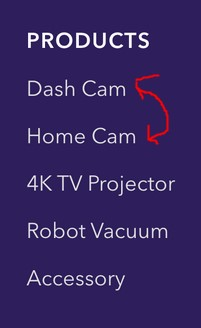 PRODUCTS
Dash Cam
Home Cam
4K TV Projector
Robot Vacuum
Accessory